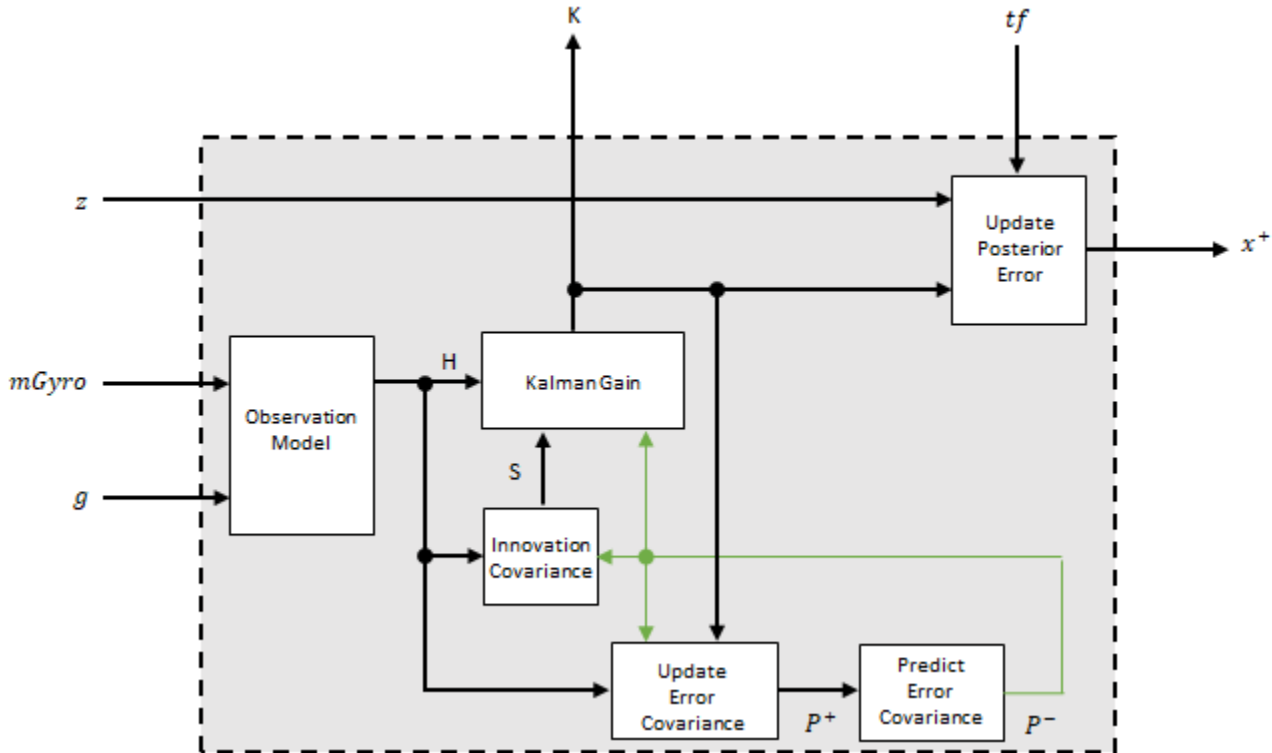 K
tf
z
Update
Posterior
Error
x⁺
H
mGyro
Kalman Gain
Observation
Model
S
g
Innovation
Covariance
Update
Error
Covariance
P⁺
Predict
Error
Covariance
P⁻